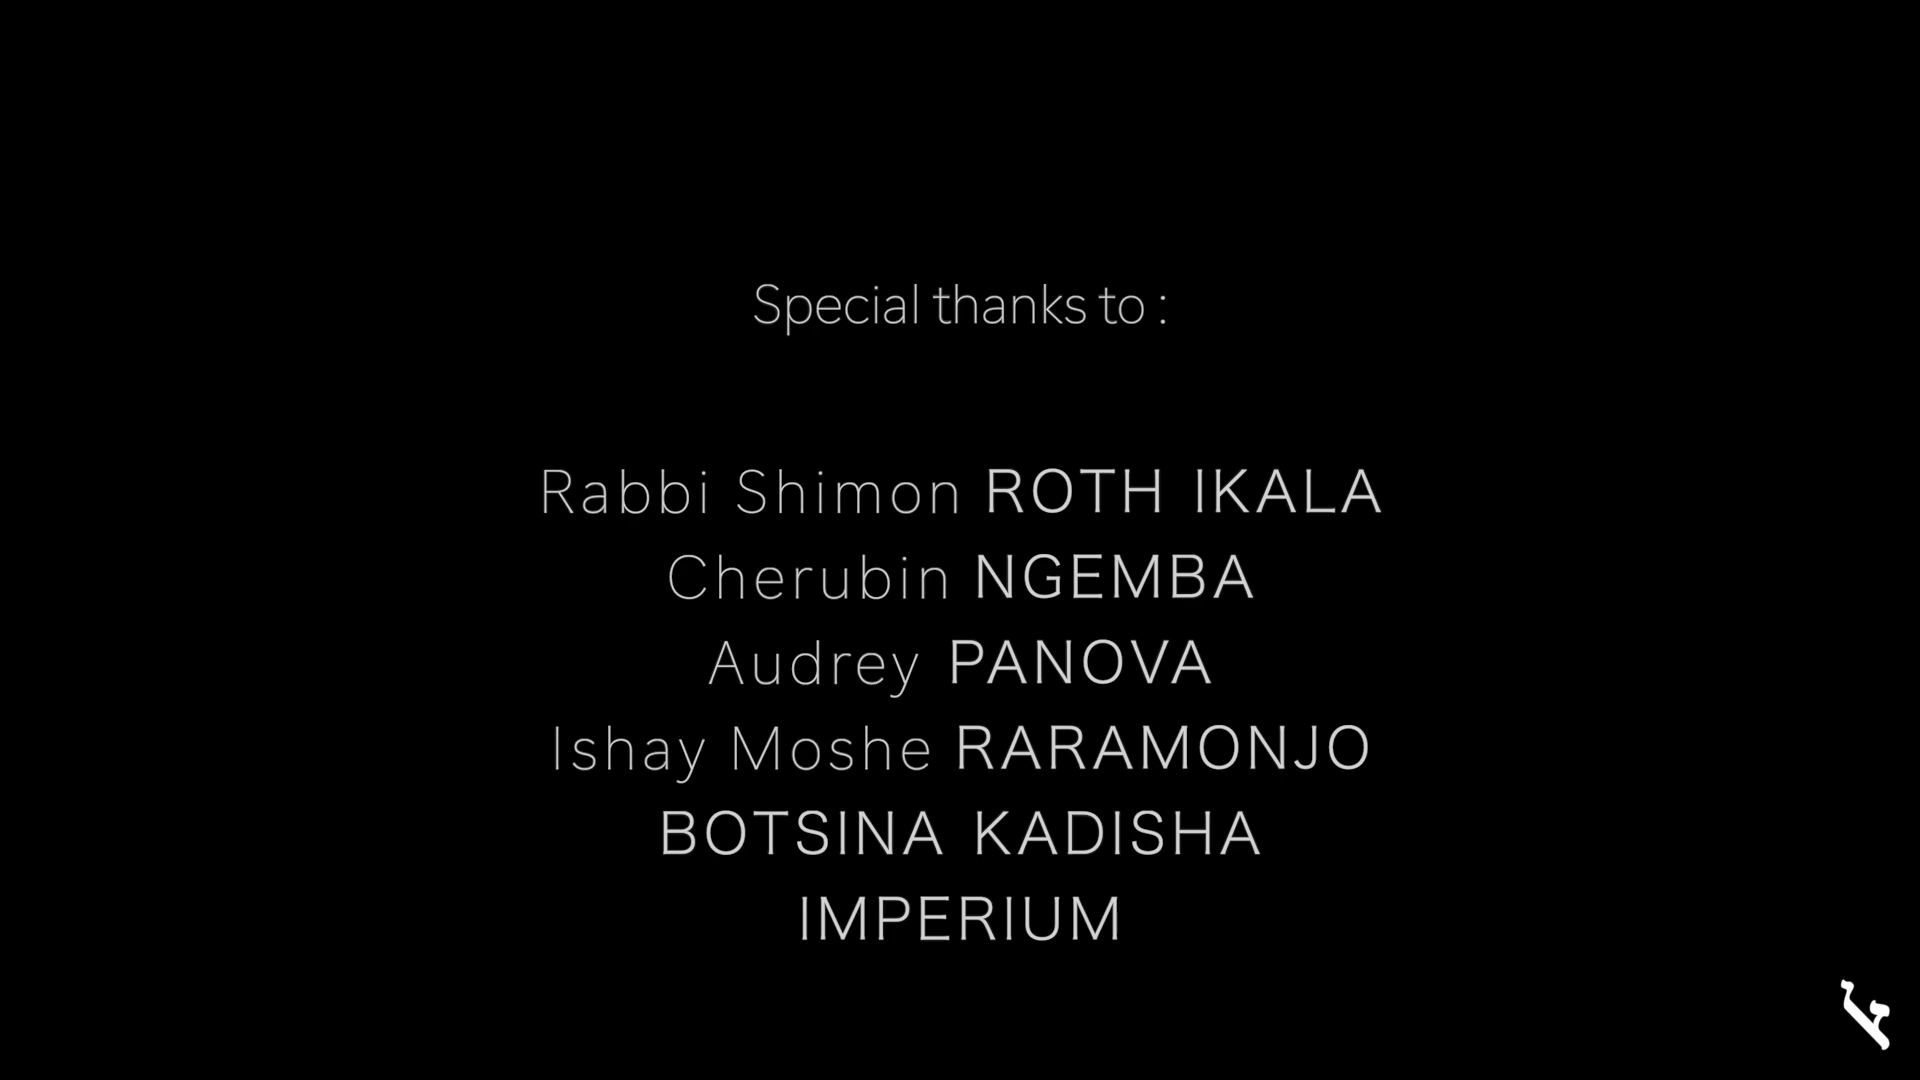 Special thanks to :
Rabbi Shimon ROTH IKALA
Cherubin NGEMBA
Audrey PANOVA
Ishay Moshe RARAMONJO
BOTSINA KADISHA
IMPERIUM